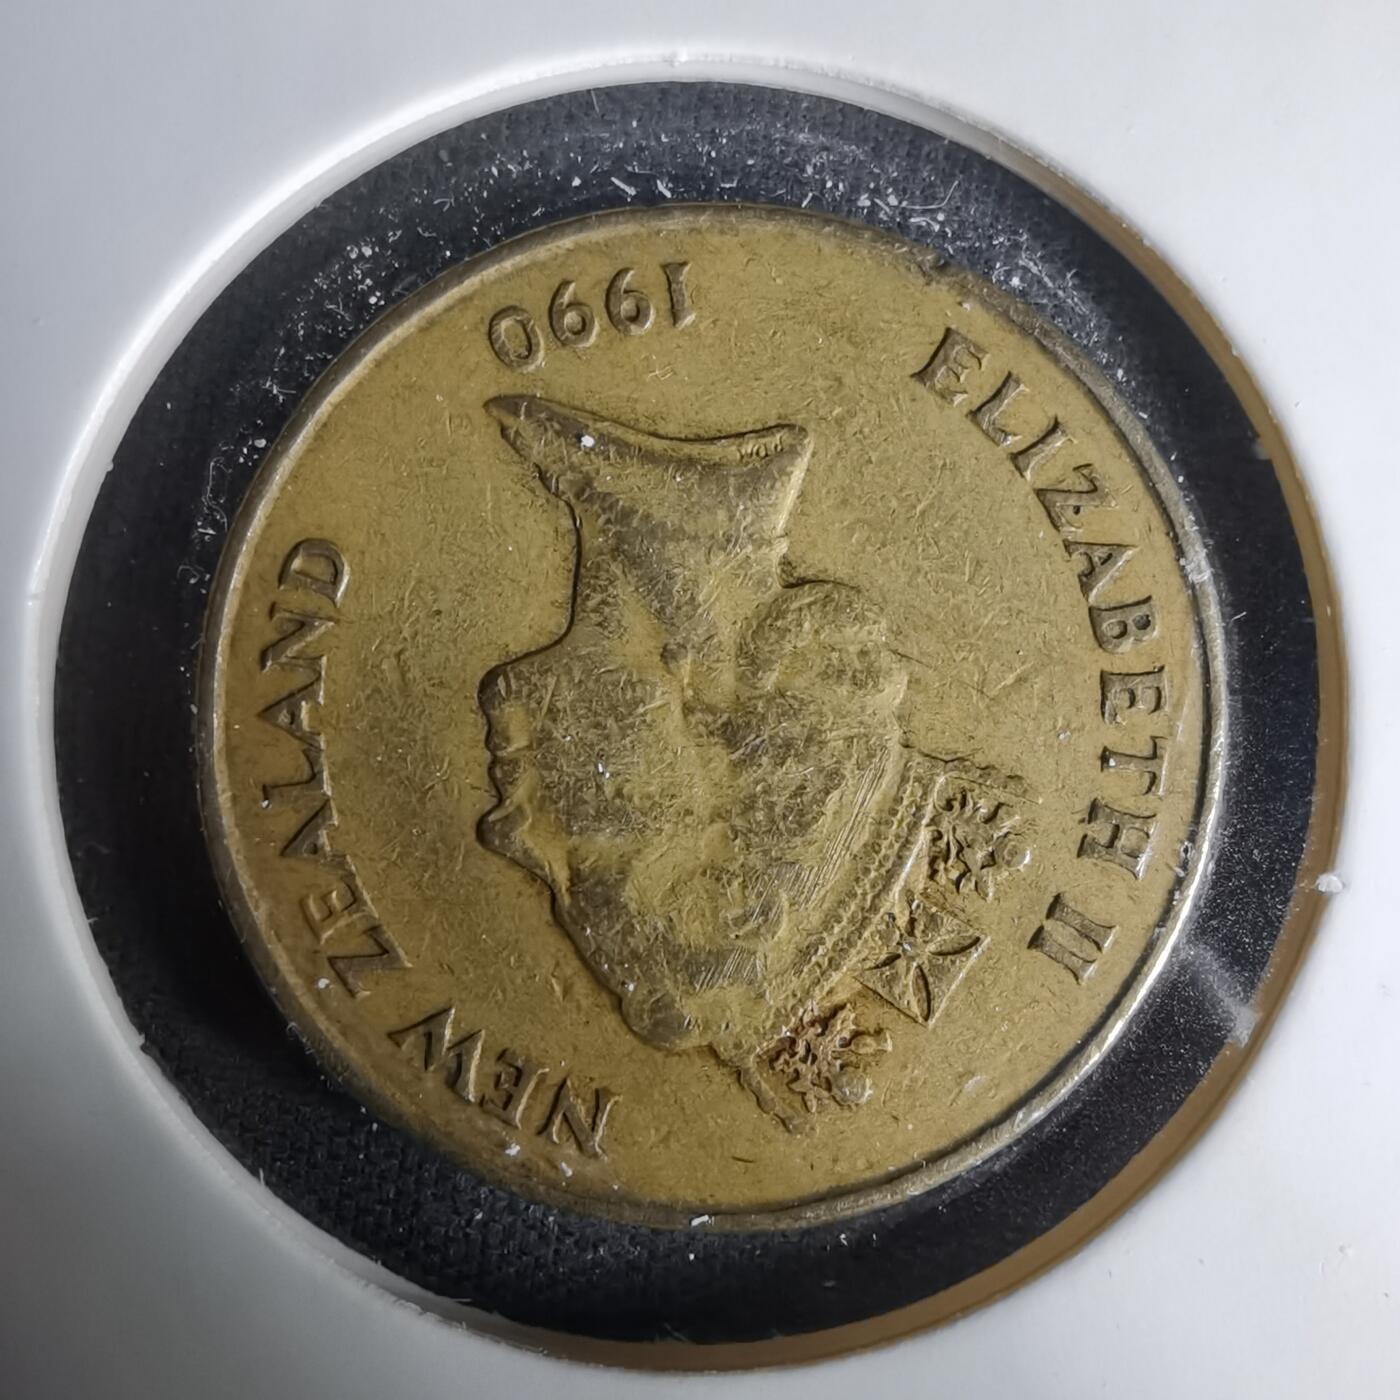 NEW ZEALAND
ELIZABETH II
1990